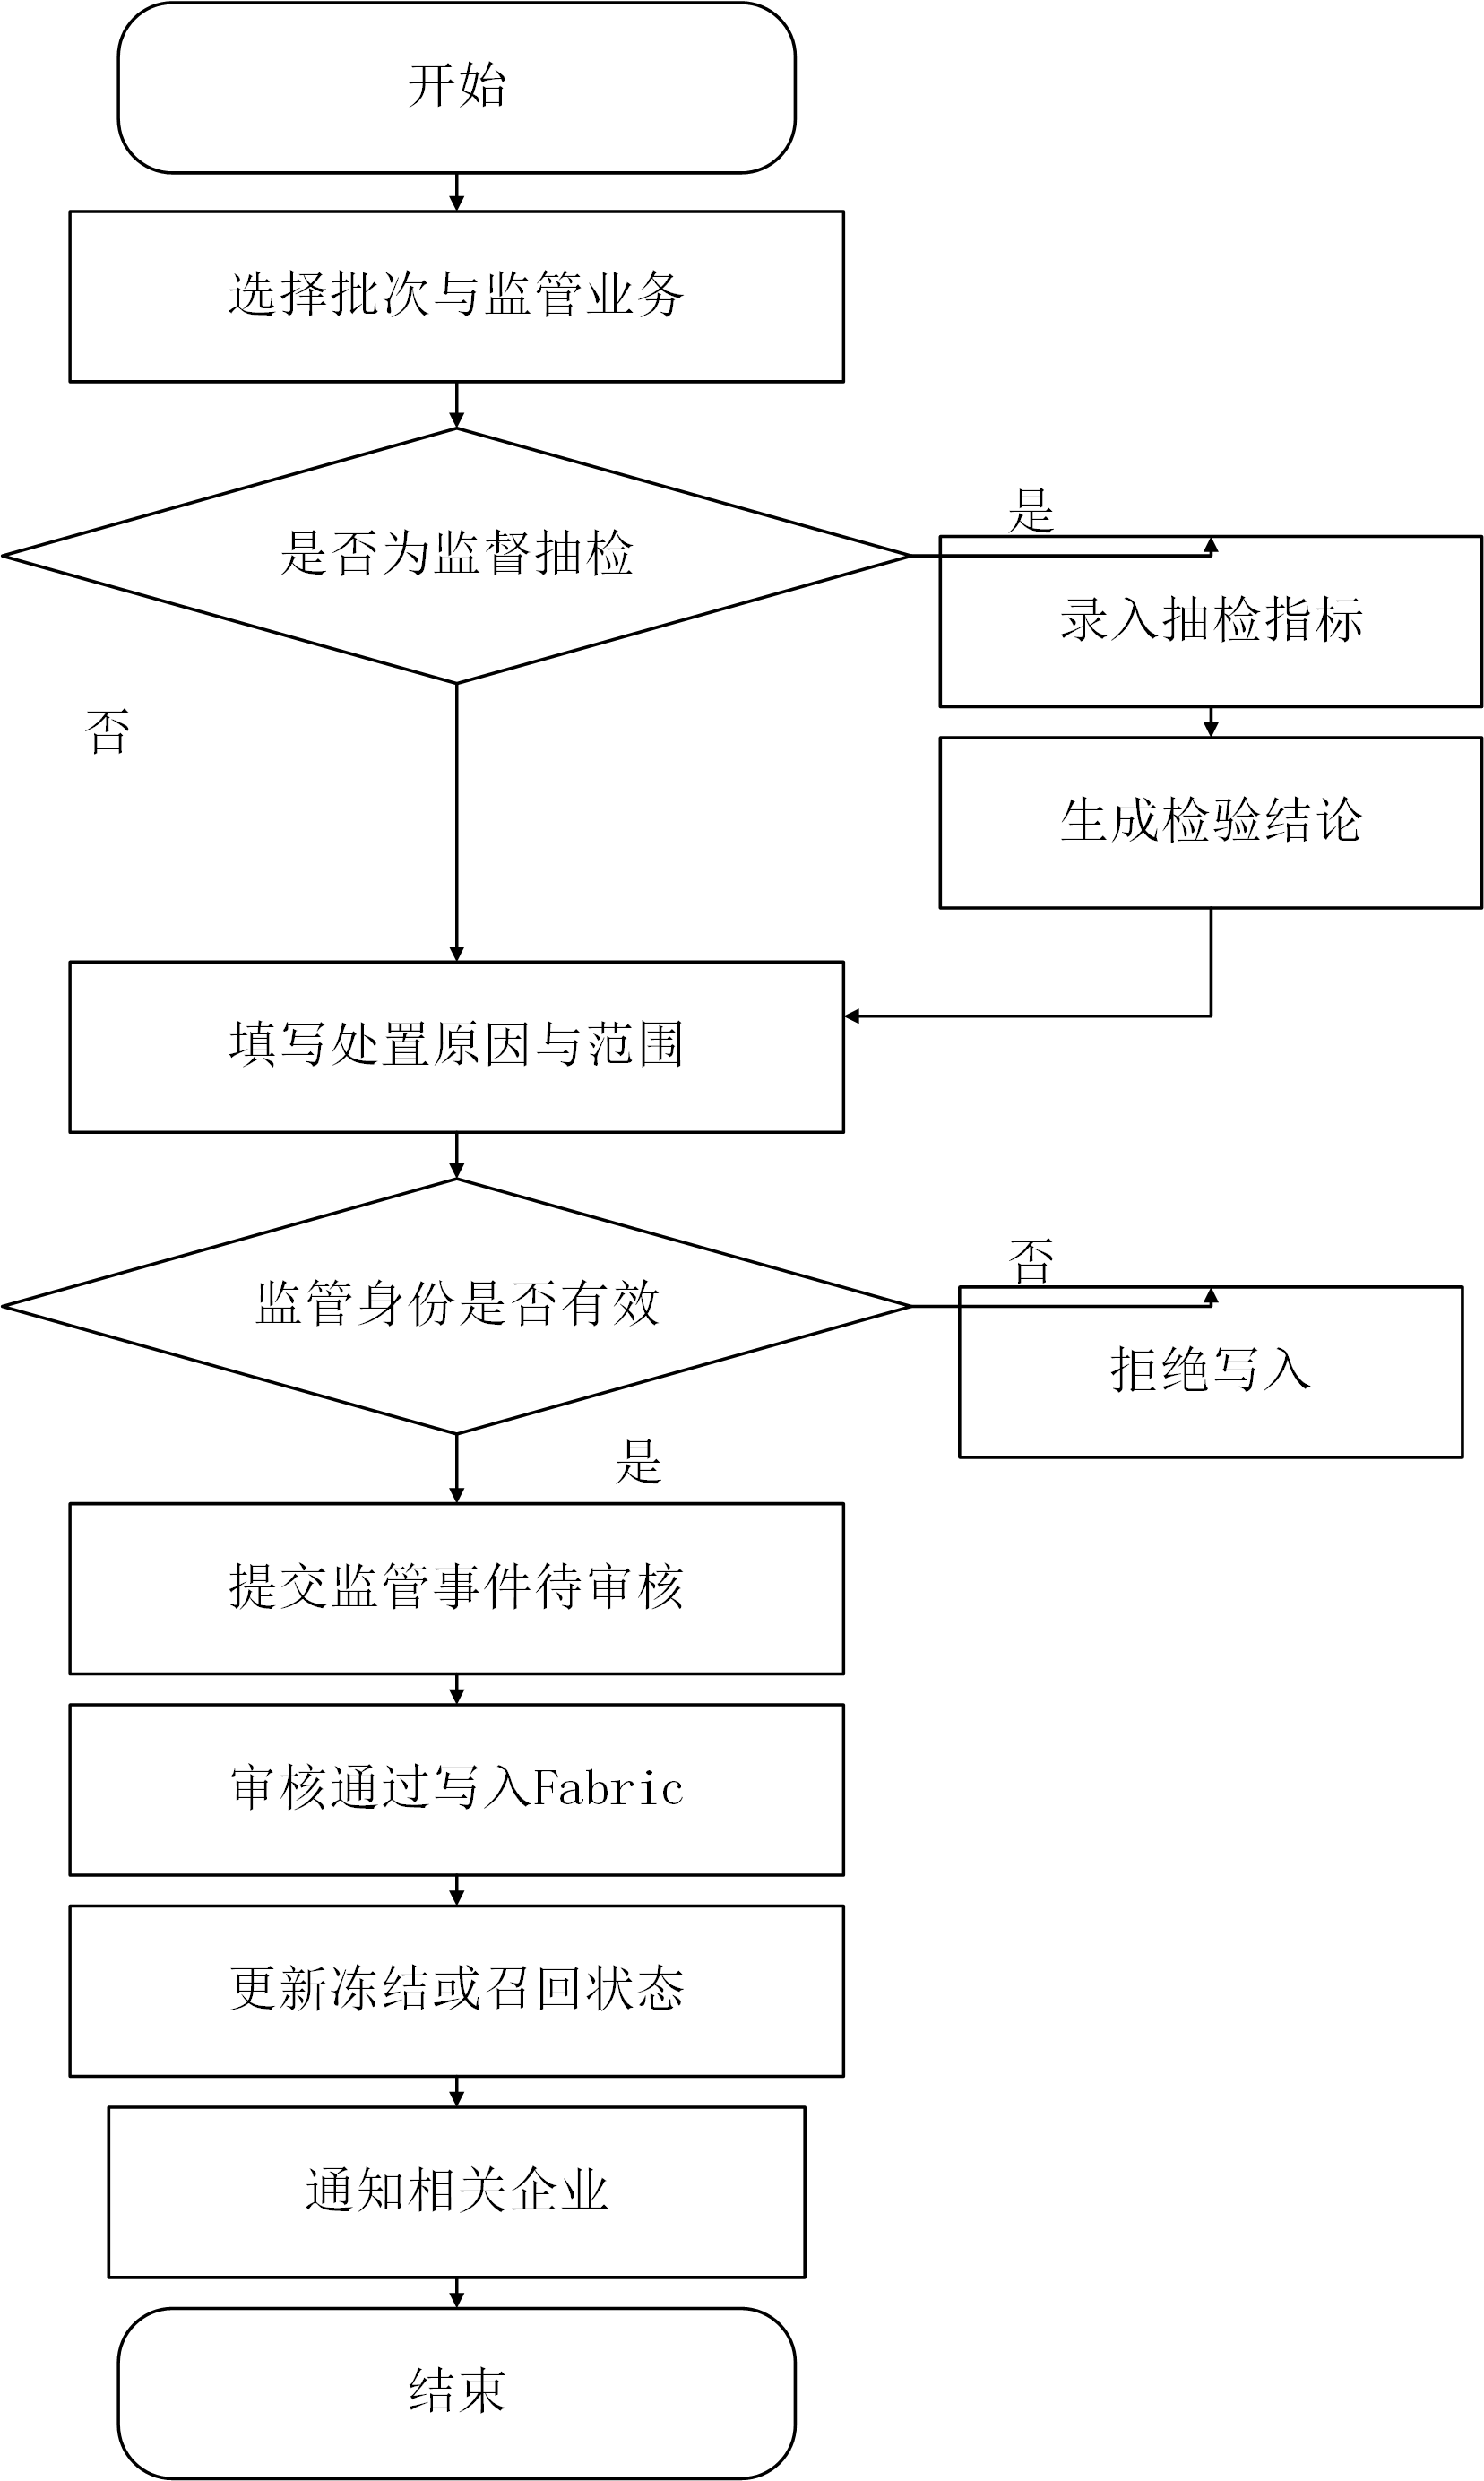 开始
选择批次与监管业务
是否为监督抽检
是
录入抽检指标
否
生成检验结论
填写处置原因与范围
监管身份是否有效
否
拒绝写入
是
提交监管事件待审核
审核通过写入Fabric
更新冻结或召回状态
通知相关企业
结束